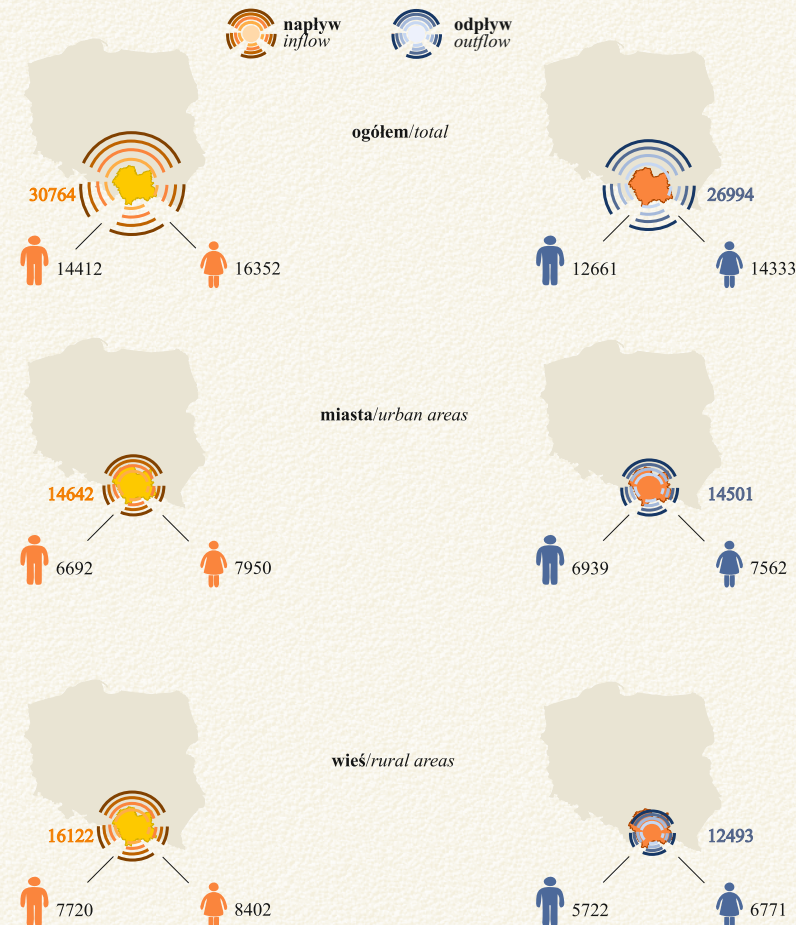 napływ
inflow
odpływ
outflow
ogółem/total
30764
26994
14412
16352
12661
14333
miasta/urban areas
14642
14501
6692
7950
6939
7562
wieś/rural areas
16122
12493
7720
8402
5722
6771